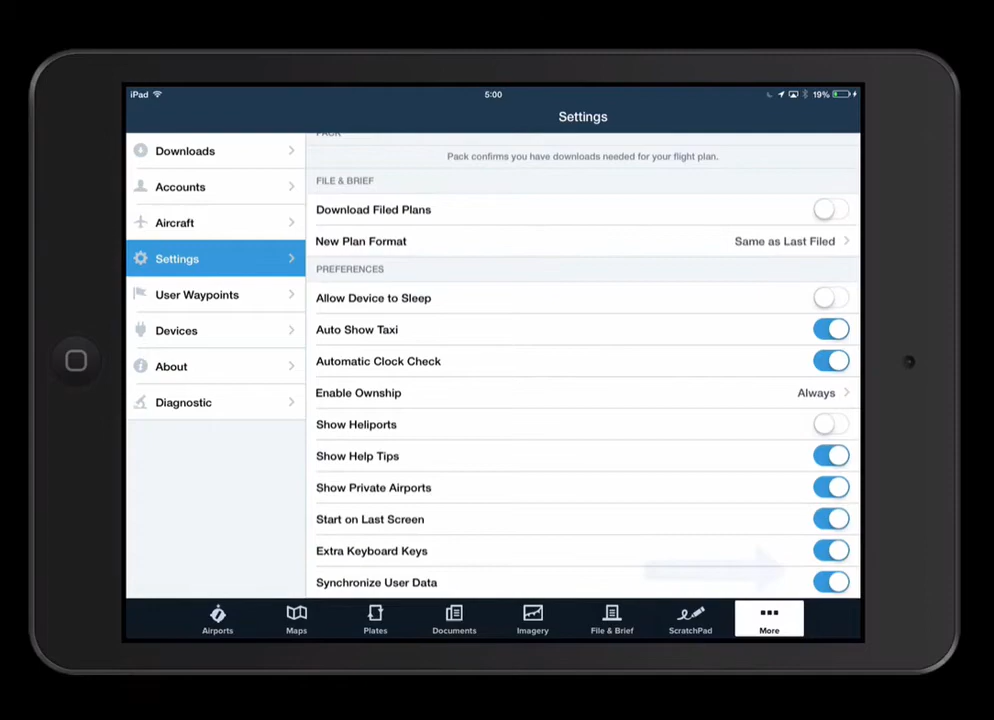 iPad 5:00 19%
Settings
Downloads
Accounts
Aircraft
Settings
User Waypoints
Devices
About
Diagnostic
PACK
Pack confirms you have downloads needed for your flight plan.
FILE & BRIEF
Download Filed Plans
New Plan Format Same as Last Filed
PREFERENCES
Allow Device to Sleep
Auto Show Taxi
Automatic Clock Check
Enable Ownship Always
Show Heliports
Show Help Tips
Show Private Airports
Start on Last Screen
Extra Keyboard Keys
Synchronize User Data
Airports Maps Plates Documents Imagery File & Brief ScratchPad More